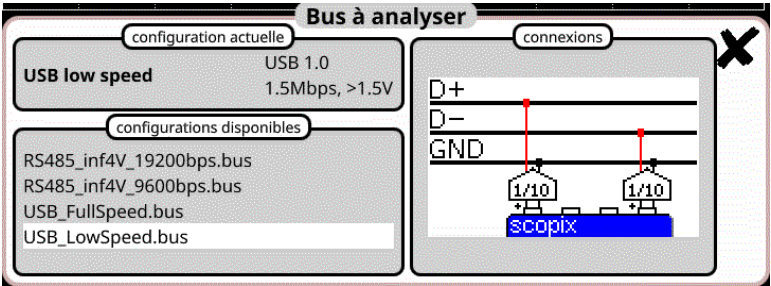 Bus à analyser
configuration actuelle
USB low speed
USB 1.0
1.5Mbps, >1.5V
configurations disponibles
RS485_inf4V_19200bps.bus
RS485_inf4V_9600bps.bus
USB_FullSpeed.bus
USB_LowSpeed.bus
connexions
D+
D-
GND
1/10
1/10
+
+
scopix